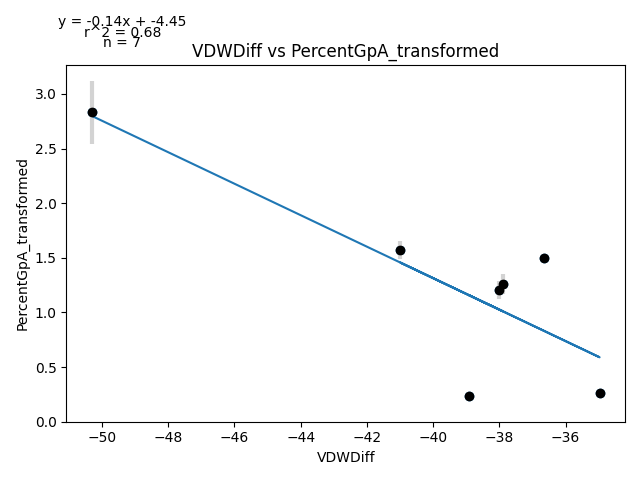 y = -0.14x + -4.45
r^2 = 0.68
n = 7
VDWDiff vs PercentGpA_transformed
3.0
2.5
2.0
1.5
1.0
0.5
0.0
PercentGpA_transformed
−50 −48 −46 −44 −42 −40 −38 −36
VDWDiff